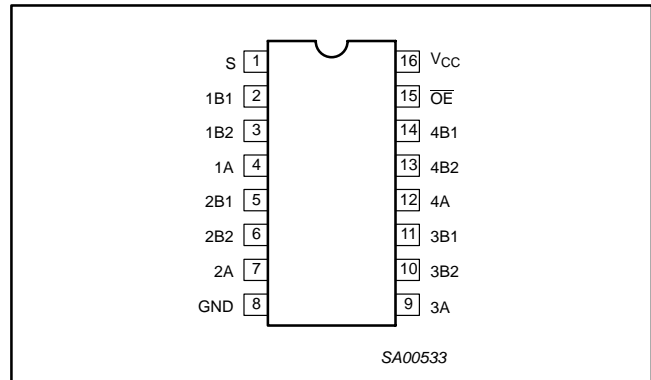 S 1 16 VCC
1B1 2 15 O̅E̅
1B2 3 14 4B1
1A 4 13 4B2
2B1 5 12 4A
2B2 6 11 3B1
2A 7 10 3B2
GND 8 9 3A
SA00533